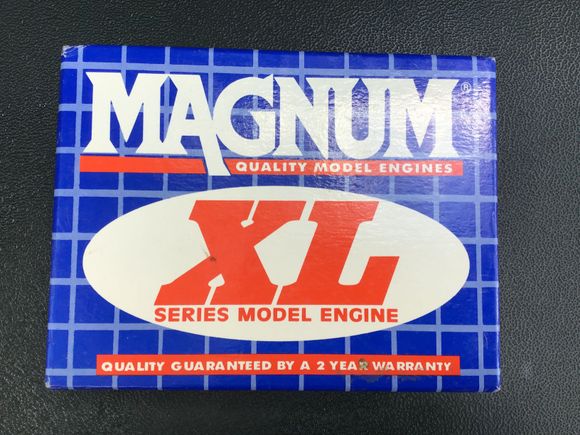 MAGNUM®
QUALITY MODEL ENGINES
XL
SERIES MODEL ENGINE
QUALITY GUARANTEED BY A 2 YEAR WARRANTY